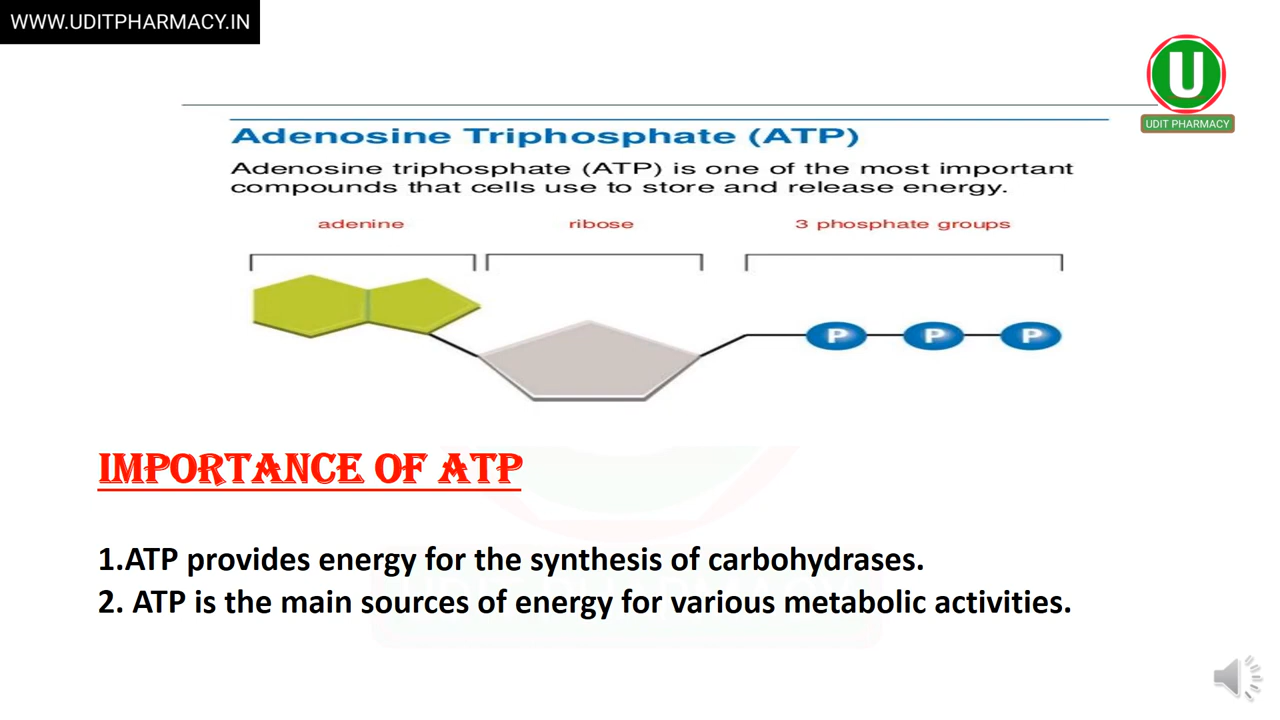 WWW.UDITPHARMACY.IN
U
UDIT PHARMACY
Adenosine Triphosphate (ATP)
Adenosine triphosphate (ATP) is one of the most important
compounds that cells use to store and release energy.
adenine ribose 3 phosphate groups
P P P
IMPORTANCE OF ATP
1.ATP provides energy for the synthesis of carbohydrases.
2. ATP is the main sources of energy for various metabolic activities.
UDIT PHARMACY